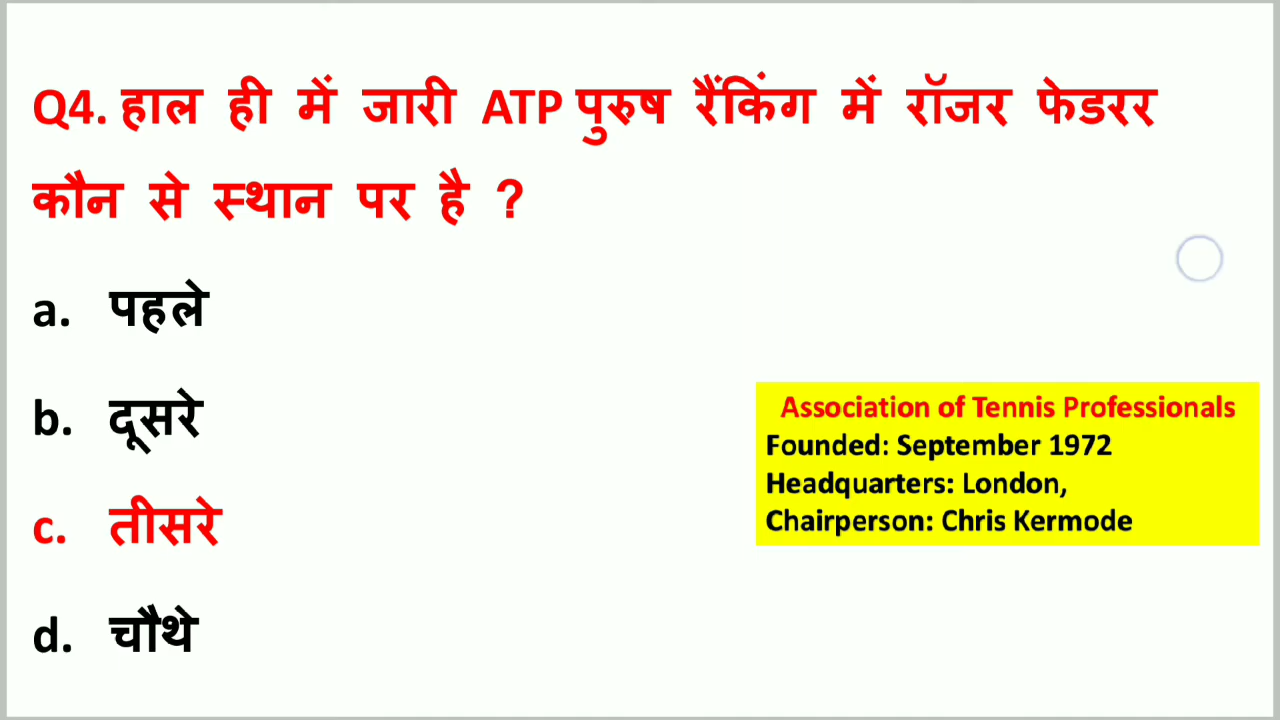 Q4. हाल ही में जारी ATP पुरुष रैंकिंग में रॉजर फेडरर
कौन से स्थान पर है ?
a. पहले
b. दूसरे
c. तीसरे
d. चौथे
Association of Tennis Professionals
Founded: September 1972
Headquarters: London,
Chairperson: Chris Kermode